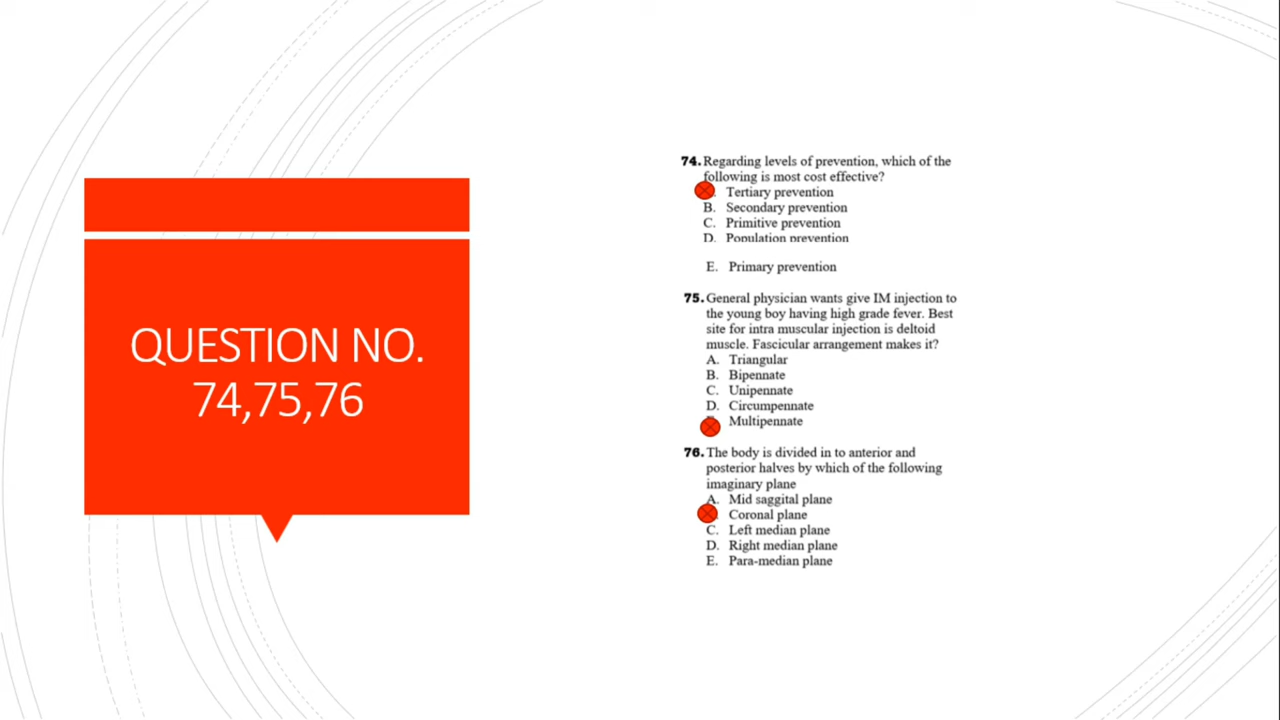 QUESTION NO.
74,75,76
74. Regarding levels of prevention, which of the
following is most cost effective?
Tertiary prevention
B. Secondary prevention
C. Primitive prevention
D. Population prevention
E. Primary prevention
75. General physician wants give IM injection to
the young boy having high grade fever. Best
site for intra muscular injection is deltoid
muscle. Fascicular arrangement makes it?
A. Triangular
B. Bipennate
C. Unipennate
D. Circumpennate
Multipennate
76. The body is divided in to anterior and
posterior halves by which of the following
imaginary plane
A. Mid saggital plane
Coronal plane
C. Left median plane
D. Right median plane
E. Para-median plane